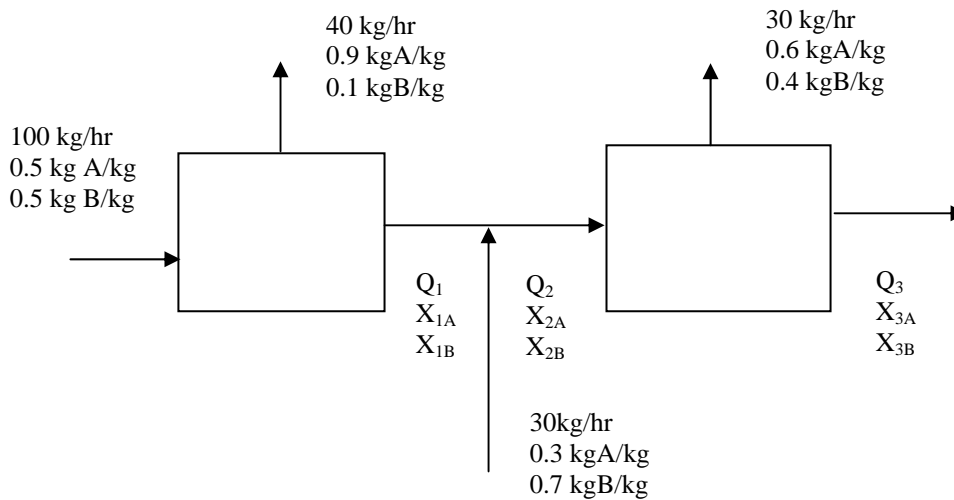 40 kg/hr
0.9 kgA/kg
0.1 kgB/kg
30 kg/hr
0.6 kgA/kg
0.4 kgB/kg
100 kg/hr
0.5 kg A/kg
0.5 kg B/kg
Q₁
X₁A
X₁B
Q₂
X₂A
X₂B
Q₃
X₃A
X₃B
30kg/hr
0.3 kgA/kg
0.7 kgB/kg